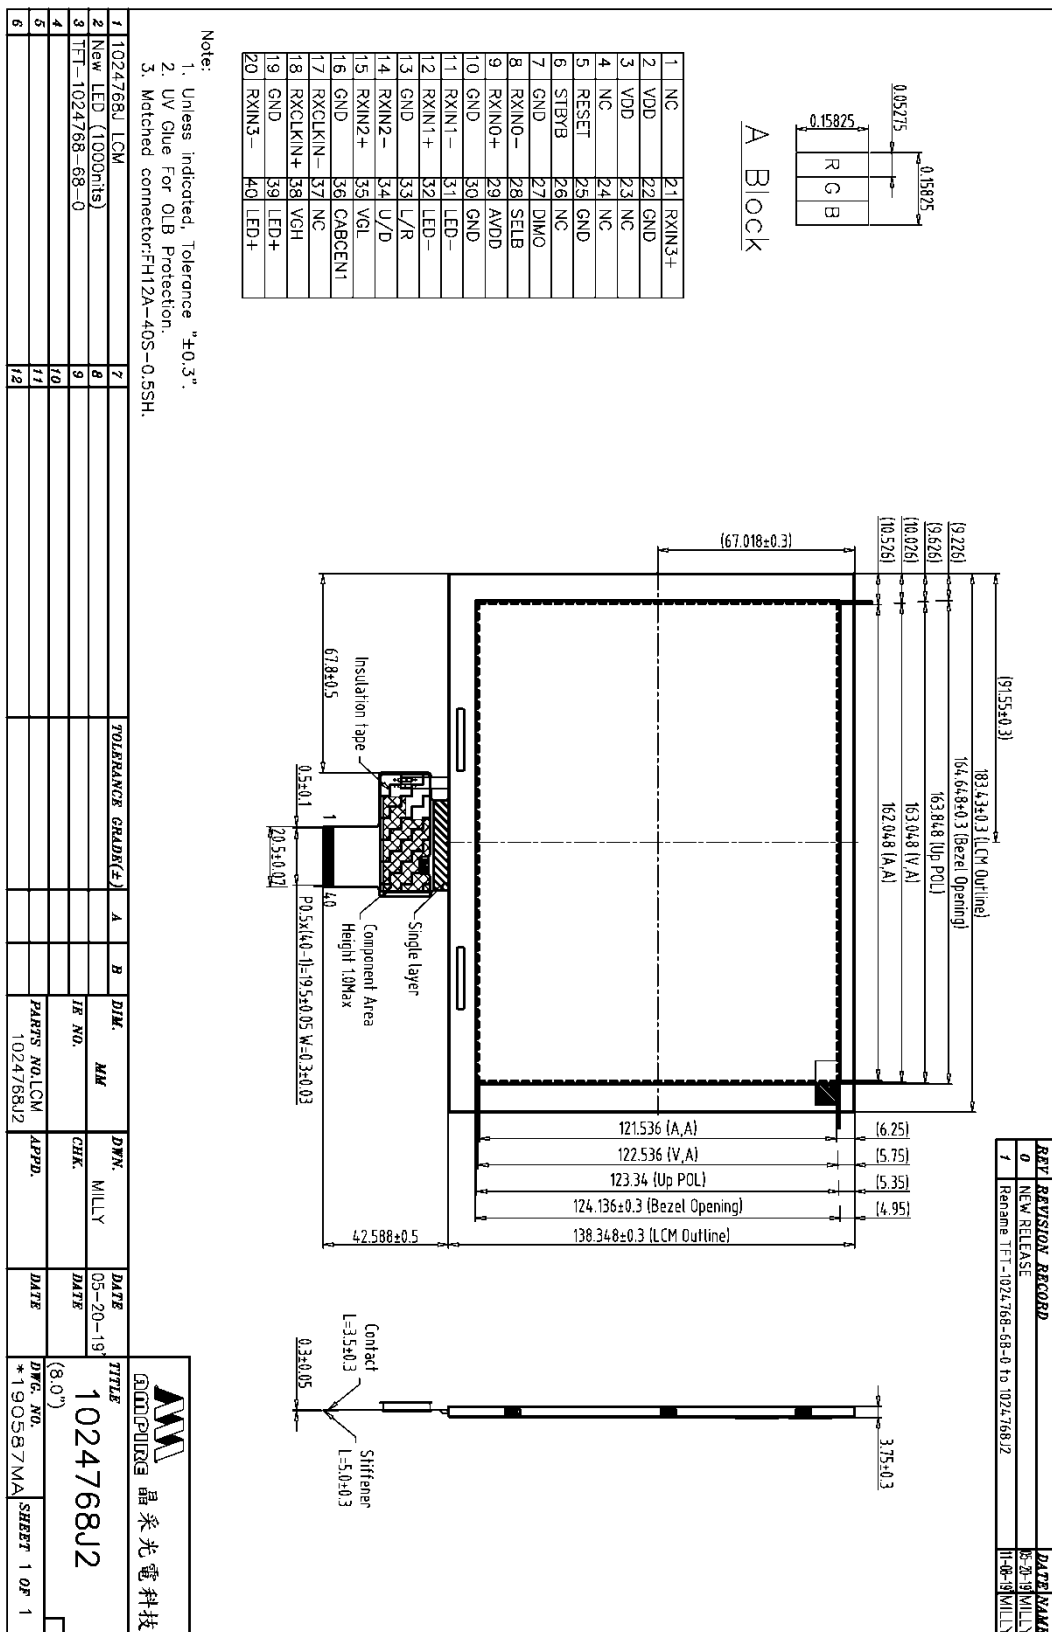 REV REVISION RECORD DATE NAME
0 NEW RELEASE 05-20-19 MILLY
1 Rename TFT-1024768-68-0 to 1024768J2 11-08-19 MILLY
0.05275
0.15825
0.15825
R G B
A Block
1 NC 21 RXIN3+
2 VDD 22 GND
3 VDD 23 NC
4 NC 24 NC
5 RESET 25 GND
6 STBYB 26 NC
7 GND 27 DIMO
8 RXIN0- 28 SELB
9 RXIN0+ 29 AVDD
10 GND 30 GND
11 RXIN1- 31 LED-
12 RXIN1+ 32 LED-
13 GND 33 L/R
14 RXIN2- 34 U/D
15 RXIN2+ 35 VGL
16 GND 36 CABCEN1
17 RXCLKIN- 37 NC
18 RXCLKIN+ 38 VGH
19 GND 39 LED+
20 RXIN3- 40 LED+
(91.55±0.3)
183.43±0.3 (LCM Outline)
(9.226) 164.648±0.3 (Bezel Opening)
(9.626) 163.848 (Up POL)
(10.026) 163.048 (V,A)
(10.526) 162.048 (A,A)
(67.018±0.3)
(6.25)
(5.75)
(5.35)
(4.95)
121.536 (A,A)
122.536 (V,A)
123.34 (Up POL)
124.136±0.3 (Bezel Opening)
138.348±0.3 (LCM Outline)
42.588±0.5
3.75±0.3
67.8±0.5
Insulation tape
Single layer
Component Area
Height 1.0Max
1
40
0.5±0.1
20.5±0.07
P0.5x(40-1)=19.5±0.05 W=0.3±0.03
Contact
L=3.5±0.3
Stiffener
L=5.0±0.3
0.3±0.05
Note:
1. Unless indicated, Tolerance "±0.3".
2. UV Glue For OLB Protection.
3. Matched connector:FH12A-40S-0.5SH.
1 1024768J LCM 7
2 New LED (1000nits) 8
3 TFT-1024768-68-0 9
4 10
5 11
6 12
TOLERANCE GRADE(±) A B
DIM. MM
IE NO.
PARTS NO. LCM
1024768J2
DWN. MILLY
CHK.
APPD.
DATE 05-20-19'
DATE
DATE
AMPIRE 晶采光電科技
TITLE
1024768J2
(8.0")
DWG. NO.
*190587MA
SHEET 1 OF 1